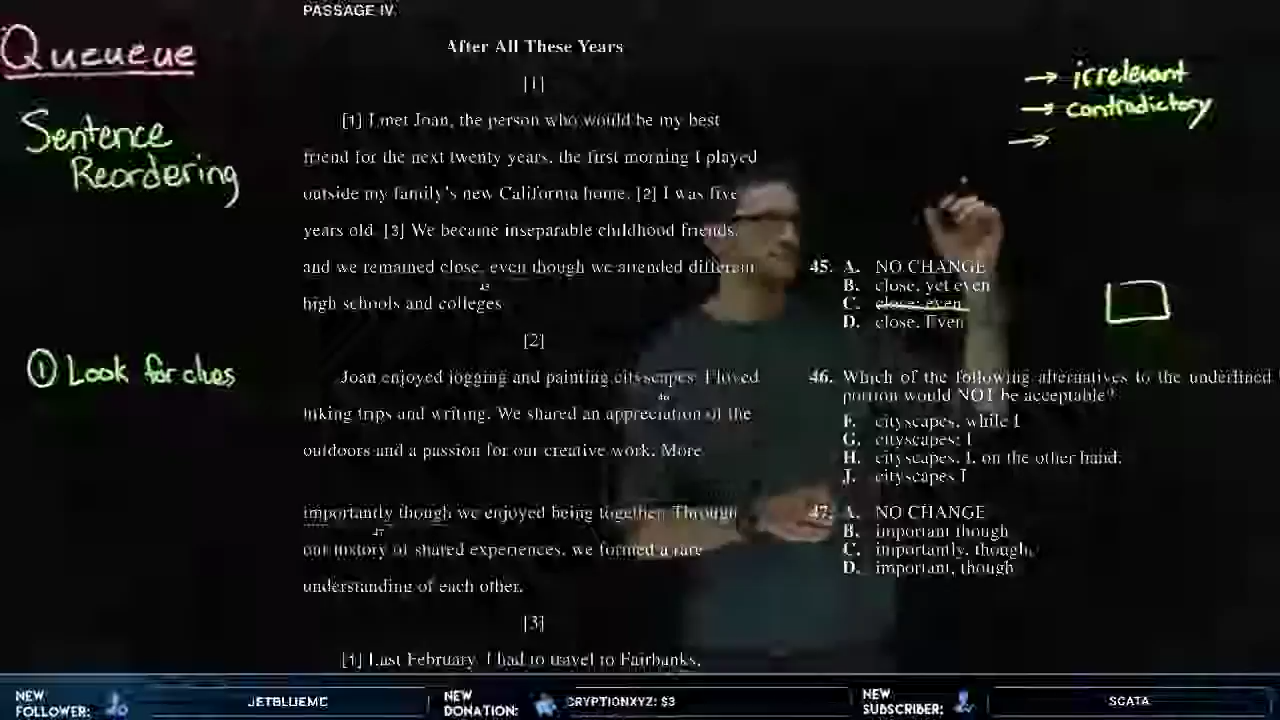 PASSAGE IV.
Queueue
Sentence
Reordering
① Look for clues
→ irrelevant
→ contradictory
→
After All These Years
[1]
[1] I met Joan, the person who would be my best
friend for the next twenty years, the first morning I played
outside my family's new California home. [2] I was five
years old. [3] We became inseparable childhood friends,
and we remained close, even though we attended different
45
high schools and colleges
[2]
Joan enjoyed jogging and painting cityscapes. I loved
46
hiking trips and writing. We shared an appreciation of the
outdoors and a passion for our creative work. More
importantly though we enjoyed being together. Through
47
our history of shared experiences, we formed a rare
understanding of each other.
[3]
[1] Last February, I had to travel to Fairbanks,
45. A. NO CHANGE
B. close, yet even
C. close; even
D. close. Even
46. Which of the following alternatives to the underlined
portion would NOT be acceptable?
F. cityscapes, while I
G. cityscapes; I
H. cityscapes. I, on the other hand,
J. cityscapes I
47. A. NO CHANGE
B. important though
C. importantly, though,
D. important, though
NEW
FOLLOWER:
JETBLUEMC
NEW
DONATION:
CRYPTIONXYZ: $3
NEW
SUBSCRIBER:
SCATA